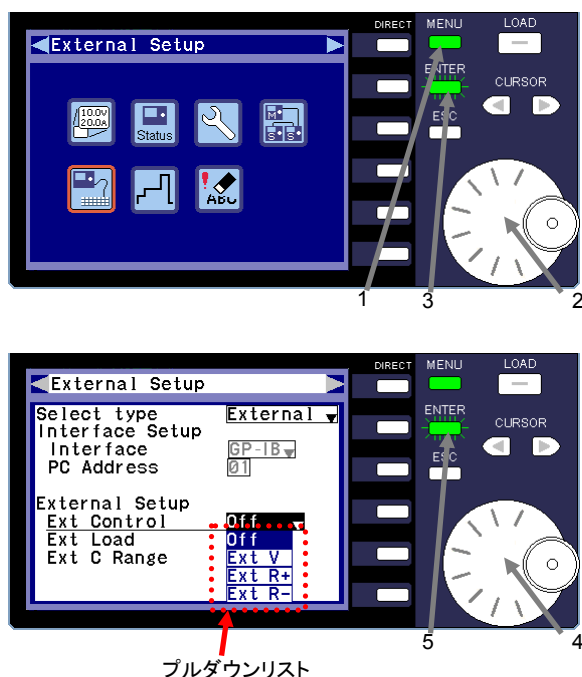 DIRECT MENU LOAD
External Setup
ENTER
CURSOR
ESC
10.0V
20.0A
Status
M
S S
!
ABC
1 3 2
DIRECT MENU LOAD
External Setup
ENTER
CURSOR
ESC
Select type External
Interface Setup
Interface GP-IB
PC Address 01
External Setup
Ext Control Off
Ext Load Off
Ext C Range Ext V
Ext R+
Ext R-
5 4
プルダウンリスト